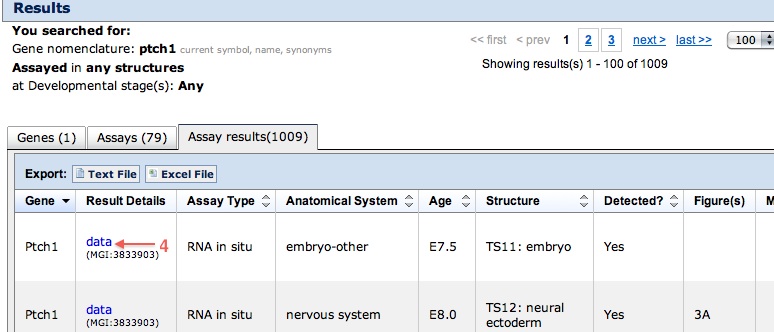 Results
You searched for:
Gene nomenclature: ptch1 current symbol, name, synonyms
Assayed in any structures
at Developmental stage(s): Any
<< first < prev 1 2 3 next > last >> 100
Showing results(s) 1 - 100 of 1009
Genes (1) Assays (79) Assay results(1009)
Export: Text File Excel File
Gene Result Details Assay Type Anatomical System Age Structure Detected? Figure(s) M
Ptch1 data 4 RNA in situ embryo-other E7.5 TS11: embryo Yes
(MGI:3833903)
Ptch1 data RNA in situ nervous system E8.0 TS12: neural Yes 3A
(MGI:3833903) ectoderm